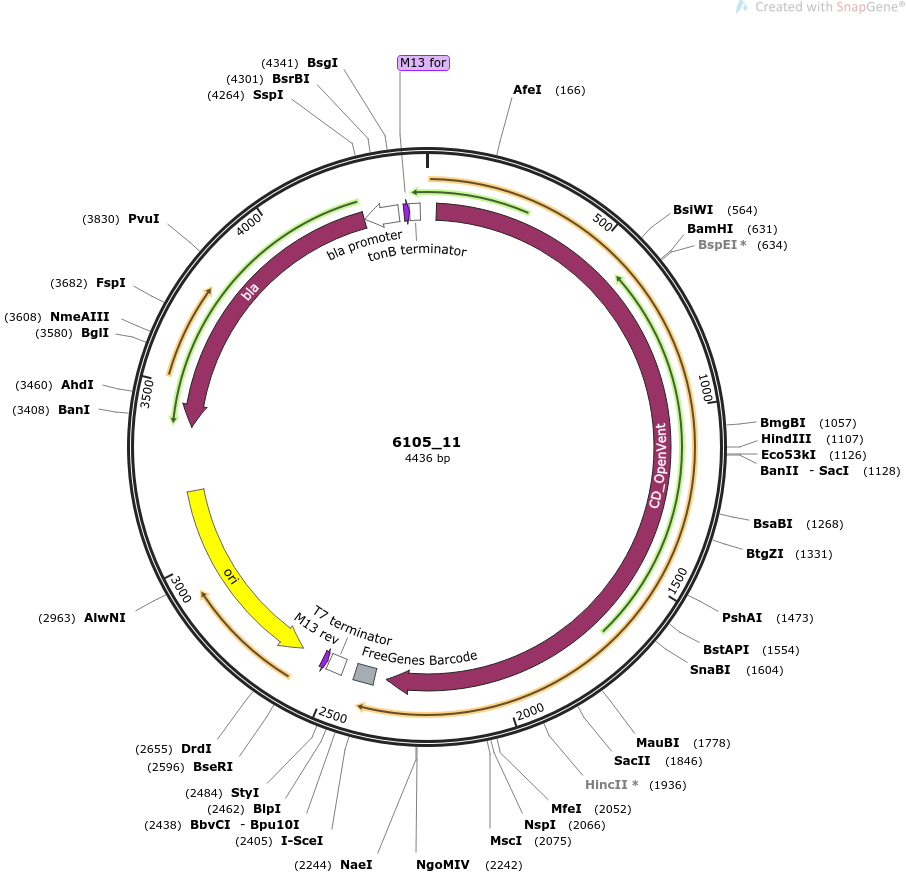 Created with SnapGene®
(4341) BsgI
M13 for
(4301) BsrBI
(4264) SspI
AfeI (166)
(3830) PvuI
4000
500
BsiWI (564)
BamHI (631)
BspEI * (634)
bla promoter
tonB terminator
(3682) FspI
bla
(3608) NmeAIII
(3580) BglI
(3460) AhdI
3500
1000
(3408) BanI
BmgBI (1057)
HindIII (1107)
Eco53kI (1126)
BanII - SacI (1128)
6105_11
4436 bp
CD_OpenVent
BsaBI (1268)
BtgZI (1331)
ori
3000
1500
(2963) AlwNI
PshAI (1473)
T7 terminator
M13 rev
FreeGenes Barcode
BstAPI (1554)
SnaBI (1604)
2500
2000
(2655) DrdI
(2596) BseRI
MauBI (1778)
SacII (1846)
HincII * (1936)
(2484) StyI
(2462) BlpI
(2438) BbvCI - Bpu10I
(2405) I-SceI
(2244) NaeI
MfeI (2052)
NspI (2066)
MscI (2075)
NgoMIV (2242)